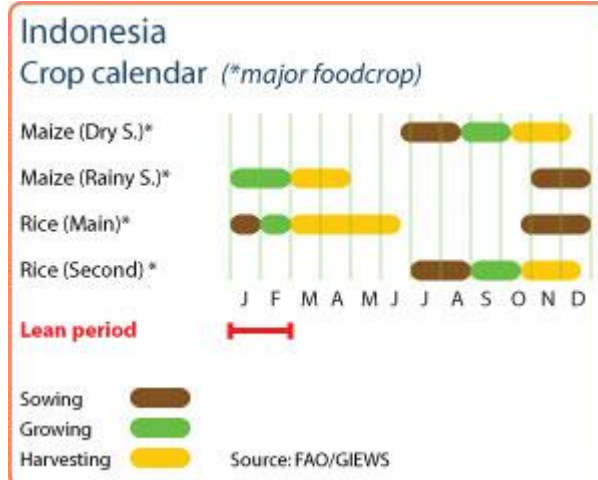 Indonesia
Crop calendar (*major foodcrop)
Maize (Dry S.)*
Maize (Rainy S.)*
Rice (Main)*
Rice (Second) *
J F M A M J J A S O N D
Lean period
Sowing
Growing
Harvesting Source: FAO/GIEWS